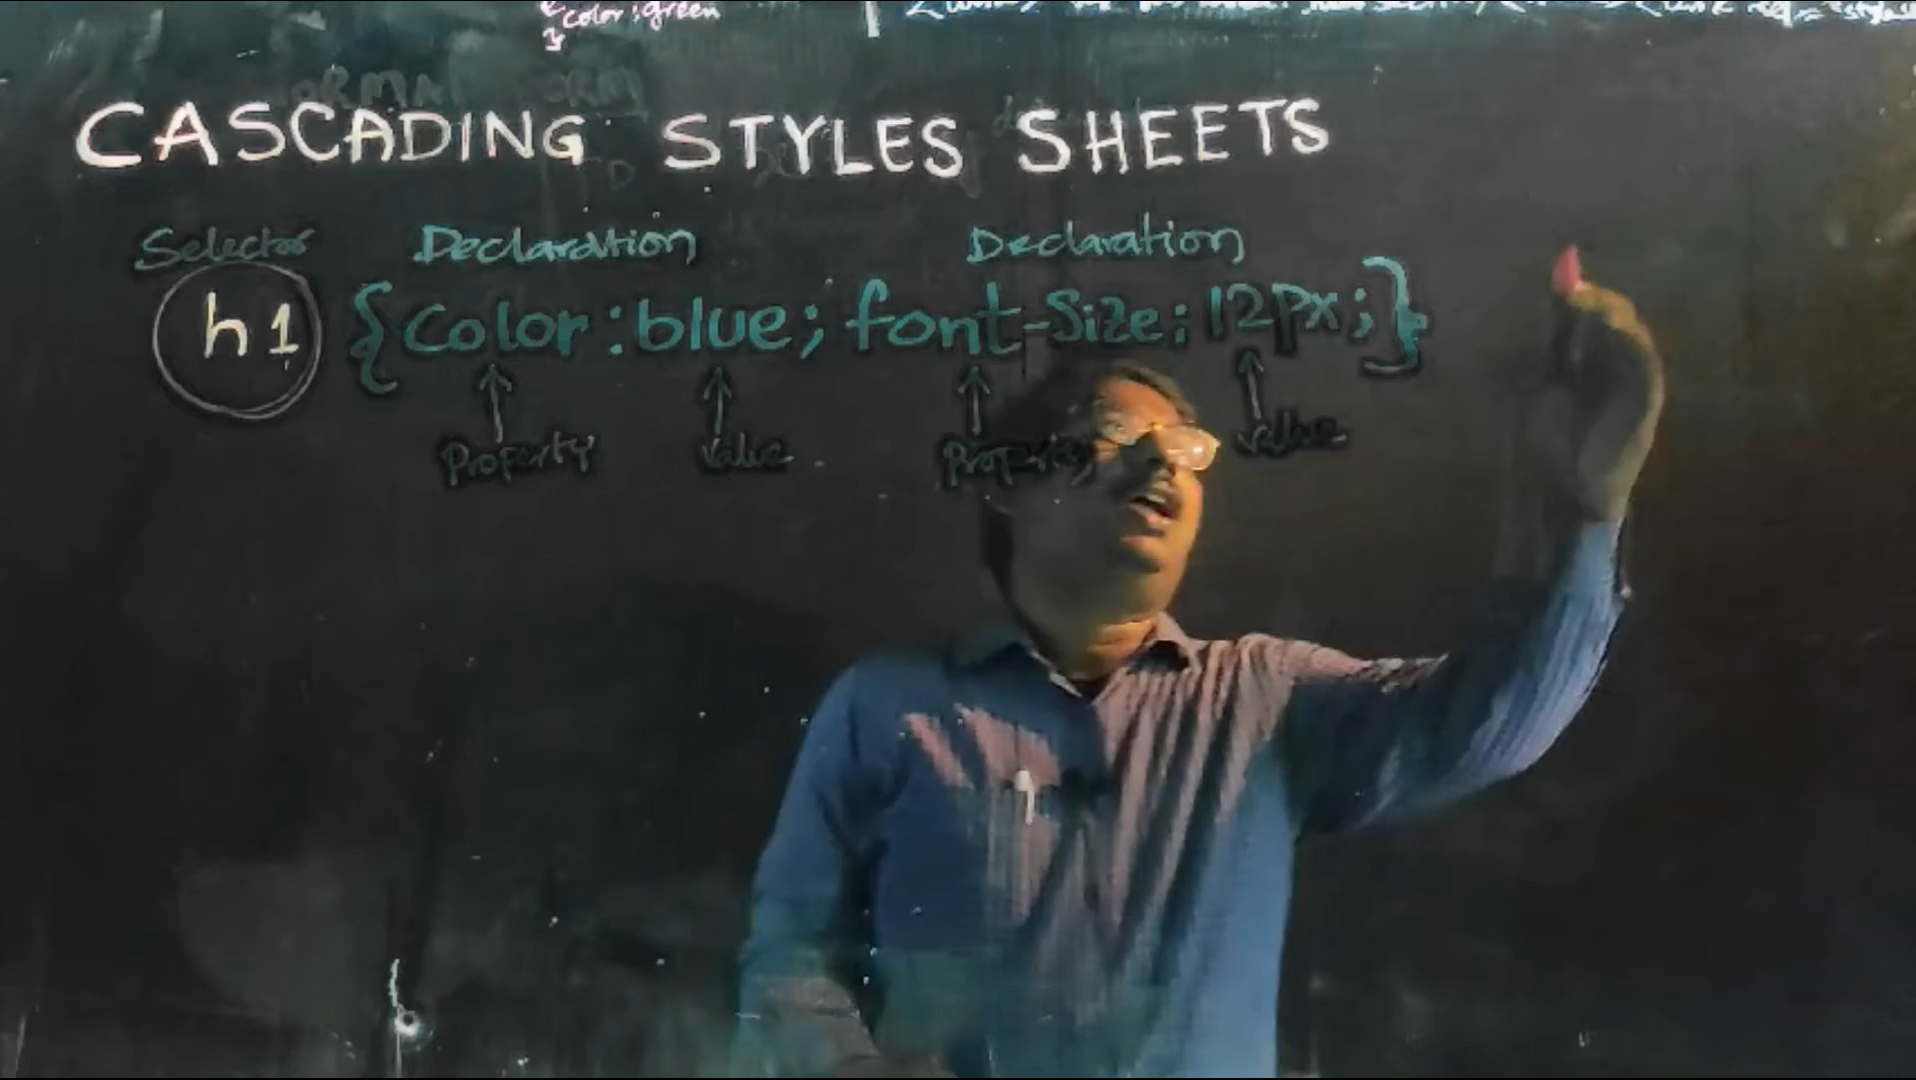 color:green
}
CASCADING STYLES SHEETS
Selector Declaration Declaration
h1 {Color:blue; font-Size:12Px;}
Property value Property value